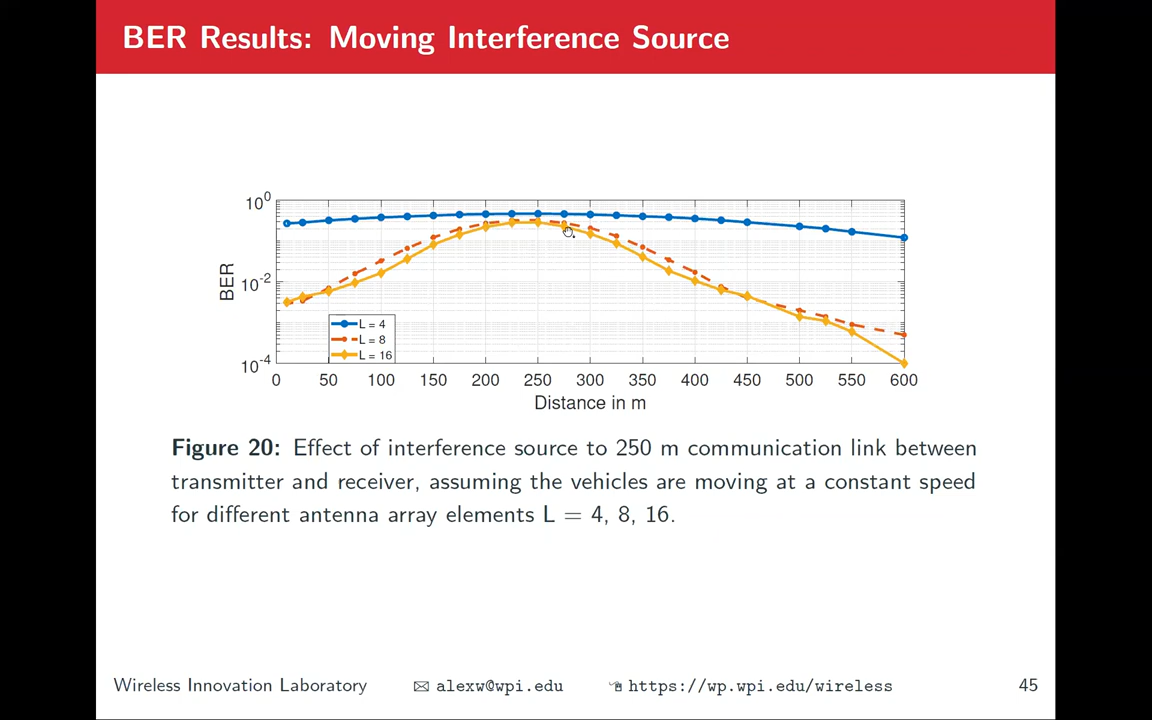 BER Results: Moving Interference Source
10^0
10^-2
10^-4
BER
L = 4
L = 8
L = 16
0 50 100 150 200 250 300 350 400 450 500 550 600
Distance in m
Figure 20: Effect of interference source to 250 m communication link between
transmitter and receiver, assuming the vehicles are moving at a constant speed
for different antenna array elements L = 4, 8, 16.
Wireless Innovation Laboratory alexw@wpi.edu https://wp.wpi.edu/wireless 45